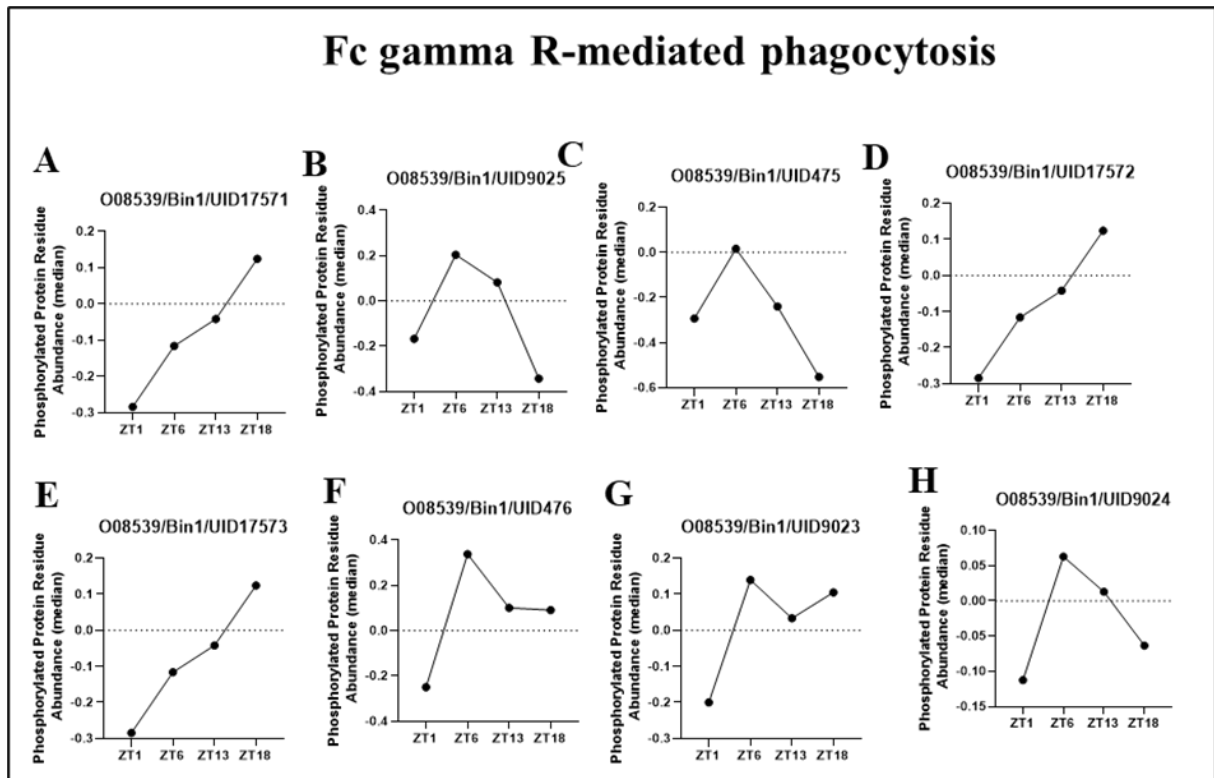 Fc gamma R-mediated phagocytosis
A
O08539/Bin1/UID17571
Phosphorylated Protein Residue
Abundance (median)
0.2
0.1
0.0
-0.1
-0.2
-0.3
ZT1 ZT6 ZT13 ZT18
B
O08539/Bin1/UID9025
Phosphorylated Protein Residue
Abundance (median)
0.4
0.2
0.0
-0.2
-0.4
ZT1 ZT6 ZT13 ZT18
C
O08539/Bin1/UID475
Phosphorylated Protein Residue
Abundance (median)
0.2
0.0
-0.2
-0.4
-0.6
ZT1 ZT6 ZT13 ZT18
D
O08539/Bin1/UID17572
Phosphorylated Protein Residue
Abundance (median)
0.2
0.1
0.0
-0.1
-0.2
-0.3
ZT1 ZT6 ZT13 ZT18
E
O08539/Bin1/UID17573
Phosphorylated Protein Residue
Abundance (median)
0.2
0.1
0.0
-0.1
-0.2
-0.3
ZT1 ZT6 ZT13 ZT18
F
O08539/Bin1/UID476
Phosphorylated Protein Residue
Abundance (median)
0.4
0.2
0.0
-0.2
-0.4
ZT1 ZT6 ZT13 ZT18
G
O08539/Bin1/UID9023
Phosphorylated Protein Residue
Abundance (median)
0.2
0.1
0.0
-0.1
-0.2
-0.3
ZT1 ZT6 ZT13 ZT18
H
O08539/Bin1/UID9024
Phosphorylated Protein Residue
Abundance (median)
0.10
0.05
0.00
-0.05
-0.10
-0.15
ZT1 ZT6 ZT13 ZT18